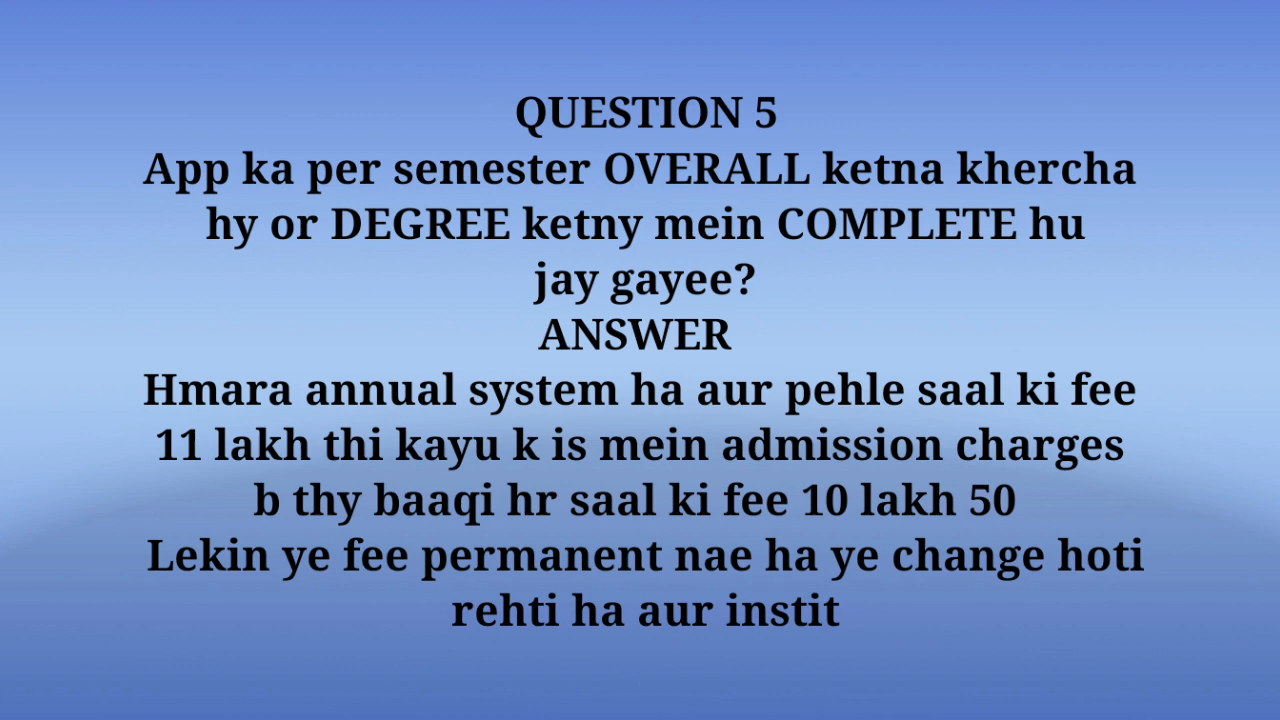 QUESTION 5
App ka per semester OVERALL ketna khercha
hy or DEGREE ketny mein COMPLETE hu
jay gayee?
ANSWER
Hmara annual system ha aur pehle saal ki fee
11 lakh thi kayu k is mein admission charges
b thy baaqi hr saal ki fee 10 lakh 50
Lekin ye fee permanent nae ha ye change hoti
rehti ha aur instit